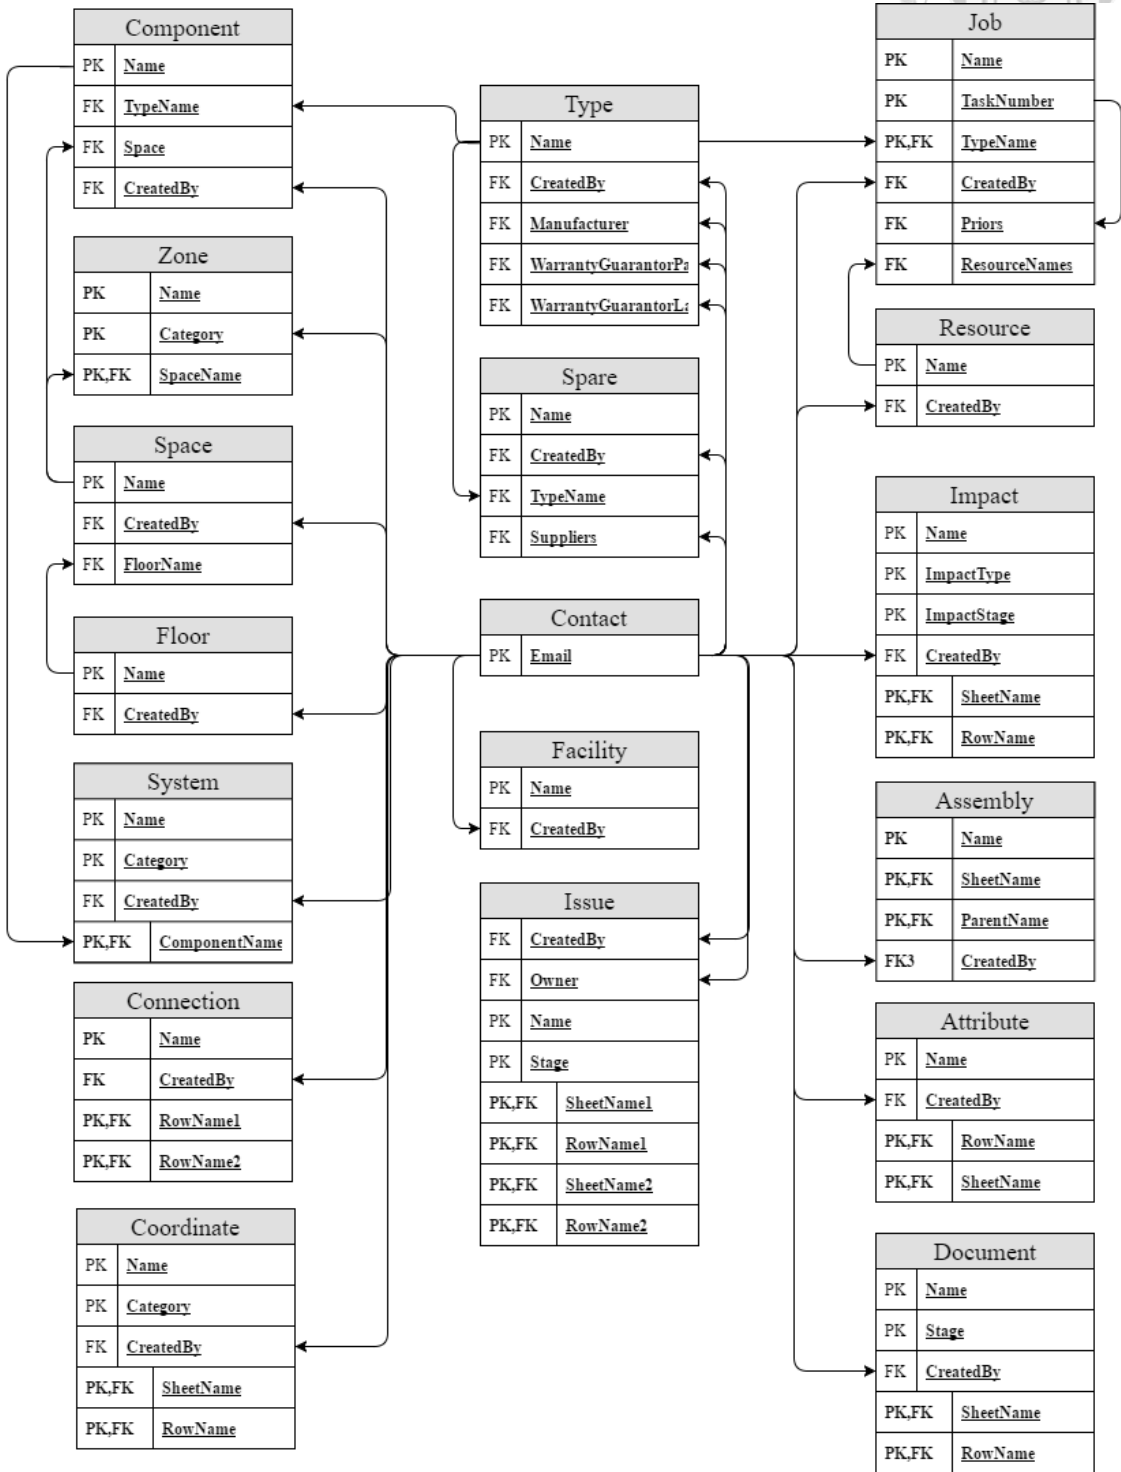 Component
PK Name
FK TypeName
FK Space
FK CreatedBy
Zone
PK Name
PK Category
PK,FK SpaceName
Space
PK Name
FK CreatedBy
FK FloorName
Floor
PK Name
FK CreatedBy
System
PK Name
PK Category
FK CreatedBy
PK,FK ComponentName
Connection
PK Name
FK CreatedBy
PK,FK RowName1
PK,FK RowName2
Coordinate
PK Name
PK Category
FK CreatedBy
PK,FK SheetName
PK,FK RowName
Type
PK Name
FK CreatedBy
FK Manufacturer
FK WarrantyGuarantorPa
FK WarrantyGuarantorLa
Spare
PK Name
FK CreatedBy
FK TypeName
FK Suppliers
Contact
PK Email
Facility
PK Name
FK CreatedBy
Issue
FK CreatedBy
FK Owner
PK Name
PK Stage
PK,FK SheetName1
PK,FK RowName1
PK,FK SheetName2
PK,FK RowName2
Job
PK Name
PK TaskNumber
PK,FK TypeName
FK CreatedBy
FK Priors
FK ResourceNames
Resource
PK Name
FK CreatedBy
Impact
PK Name
PK ImpactType
PK ImpactStage
FK CreatedBy
PK,FK SheetName
PK,FK RowName
Assembly
PK Name
PK,FK SheetName
PK,FK ParentName
FK3 CreatedBy
Attribute
PK Name
FK CreatedBy
PK,FK RowName
PK,FK SheetName
Document
PK Name
PK Stage
FK CreatedBy
PK,FK SheetName
PK,FK RowName